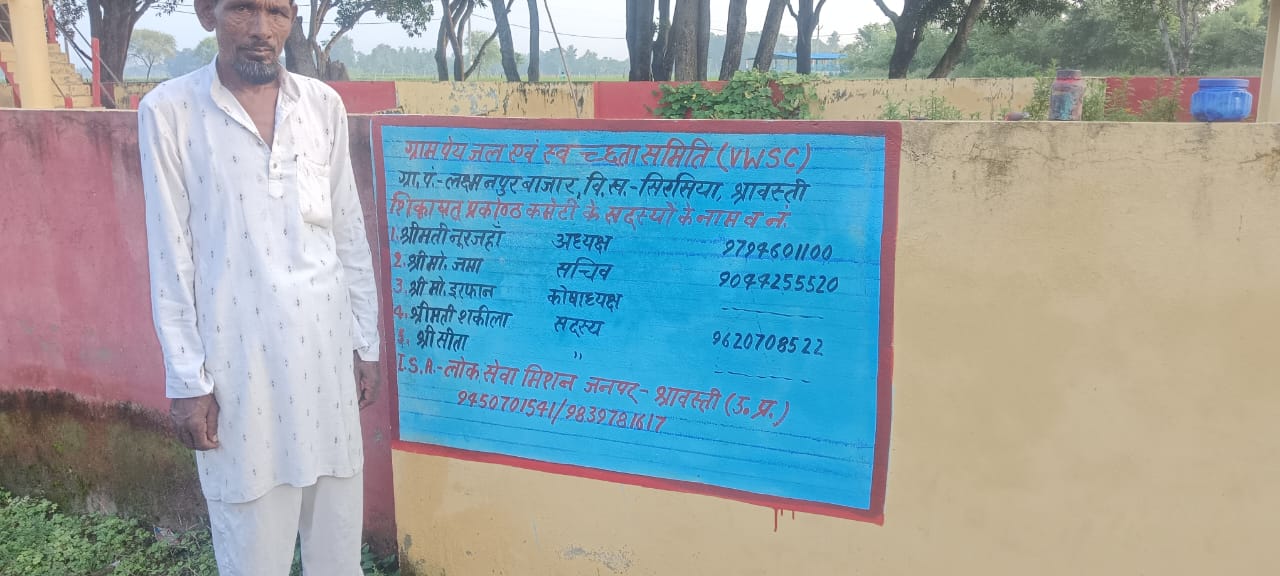 ग्राम पेय जल एवं स्वच्छता समिति (VWSC)
ग्रा.पं.-लक्ष्मनपुर बाजार, वि.ख.-सिरसिया, श्रावस्ती
शिकायत प्रकोष्ठ कमेटी के सदस्यों के नाम व नं.
1. श्रीमती नूरजहाँ अध्यक्ष 9794601100
2. श्री मो. जमा सचिव 9044255520
3. श्री मो. इरफान कोषाध्यक्ष ------
4. श्रीमती शकीला सदस्य 9620708522
5. श्री सीता " ------
I.S.A.-लोक सेवा मिशन जनपद-श्रावस्ती (उ.प्र.)
9450701541/9839781617